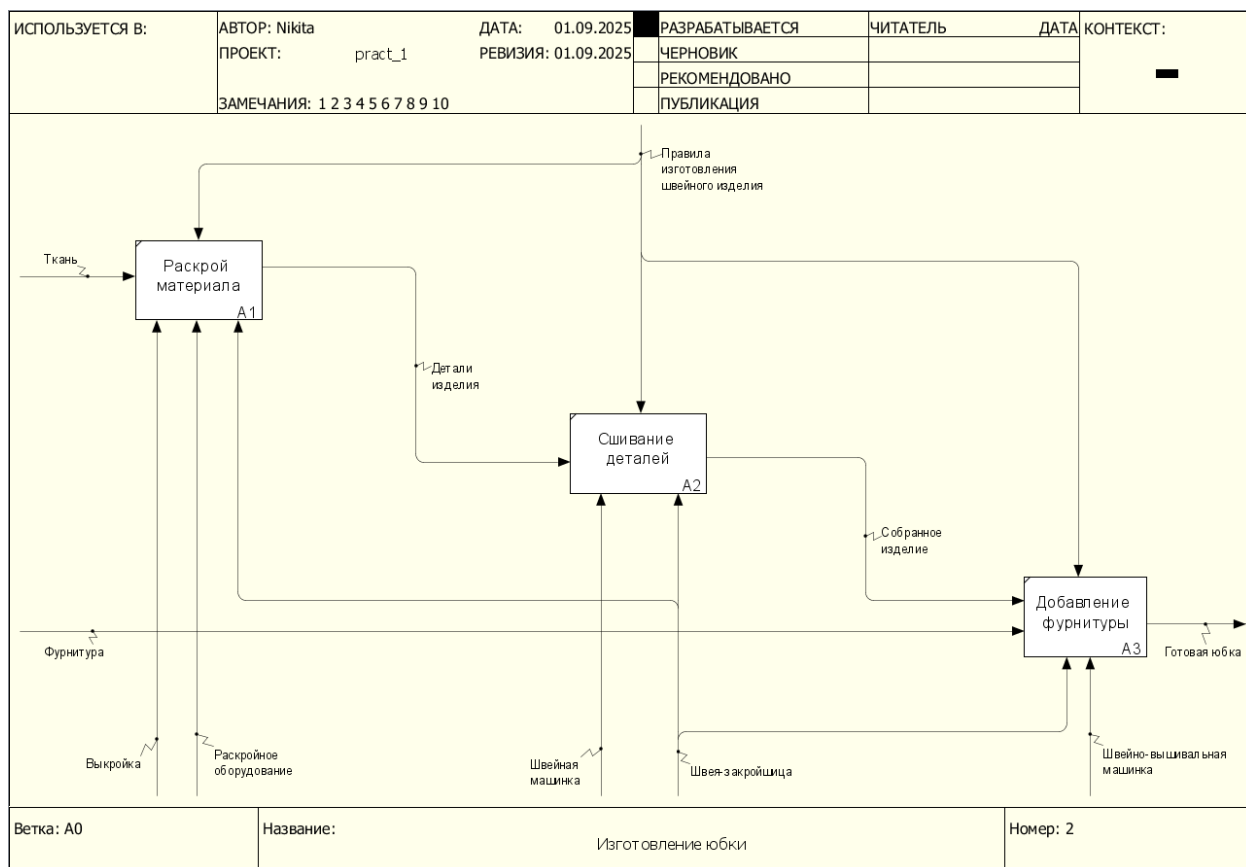 ИСПОЛЬЗУЕТСЯ В:
АВТОР: Nikita
ДАТА: 01.09.2025
РАЗРАБАТЫВАЕТСЯ
ЧИТАТЕЛЬ
ДАТА
КОНТЕКСТ:
ПРОЕКТ: pract_1
РЕВИЗИЯ: 01.09.2025
ЧЕРНОВИК
РЕКОМЕНДОВАНО
ЗАМЕЧАНИЯ: 1 2 3 4 5 6 7 8 9 10
ПУБЛИКАЦИЯ
Правила
изготовления
швейного изделия
Ткань
Раскрой
материала
A1
Детали
изделия
Сшивание
деталей
A2
Собранное
изделие
Добавление
фурнитуры
A3
Фурнитура
Готовая юбка
Выкройка
Раскройное
оборудование
Швейная
машинка
Швея-закройщица
Швейно-вышивальная
машинка
Ветка: A0
Название:
Изготовление юбки
Номер: 2